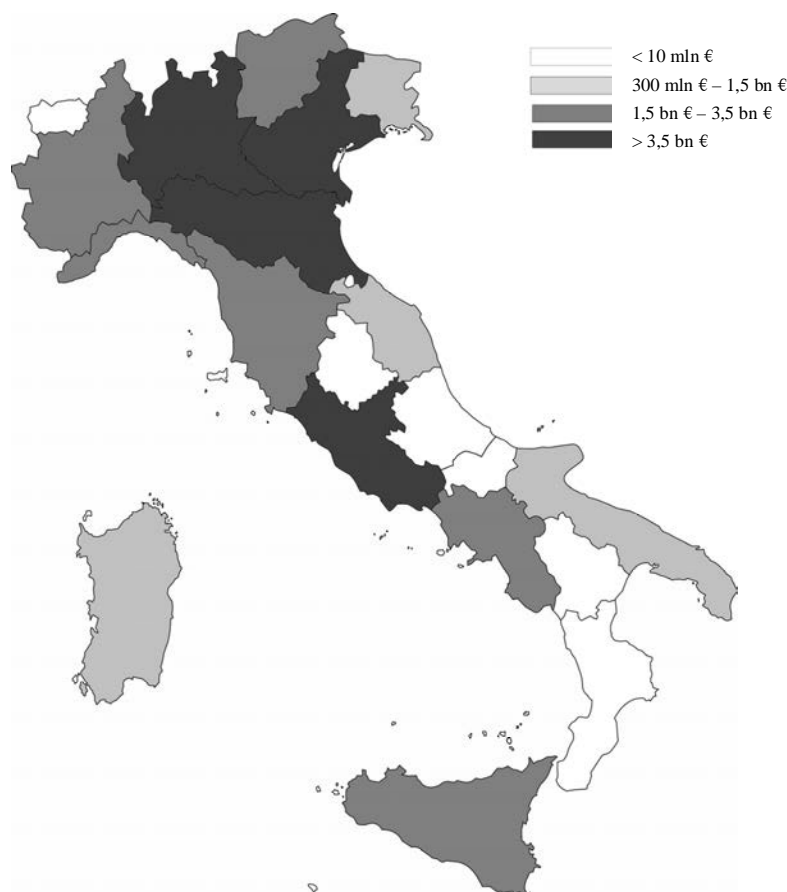 < 10 mln €
300 mln € – 1,5 bn €
1,5 bn € – 3,5 bn €
> 3,5 bn €